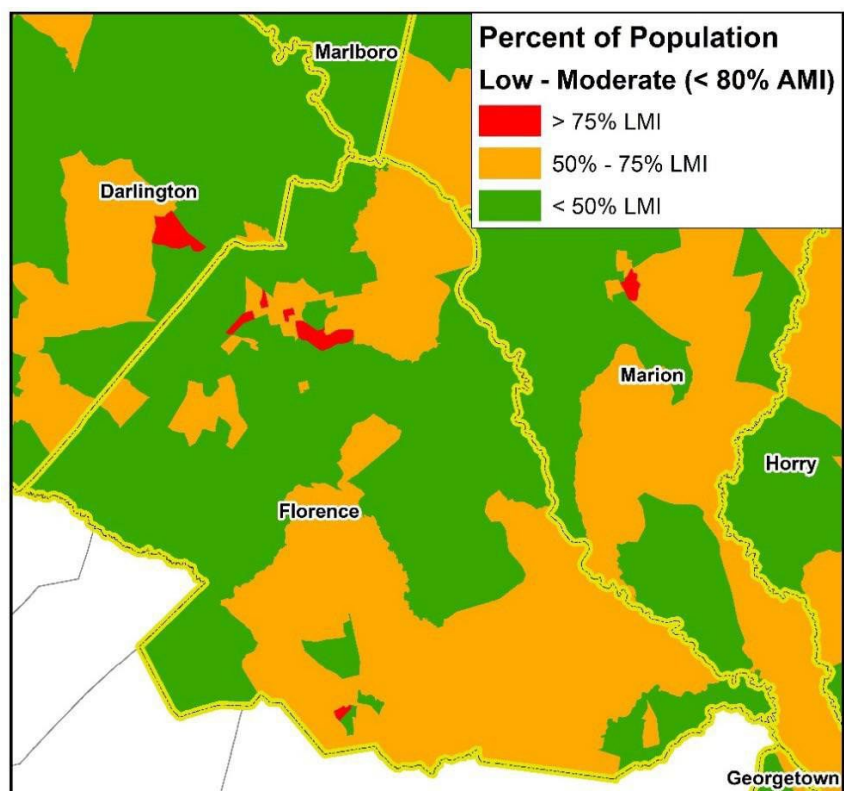 Percent of Population
Low - Moderate (< 80% AMI)
> 75% LMI
50% - 75% LMI
< 50% LMI
Marlboro
Darlington
Marion
Horry
Florence
Georgetown